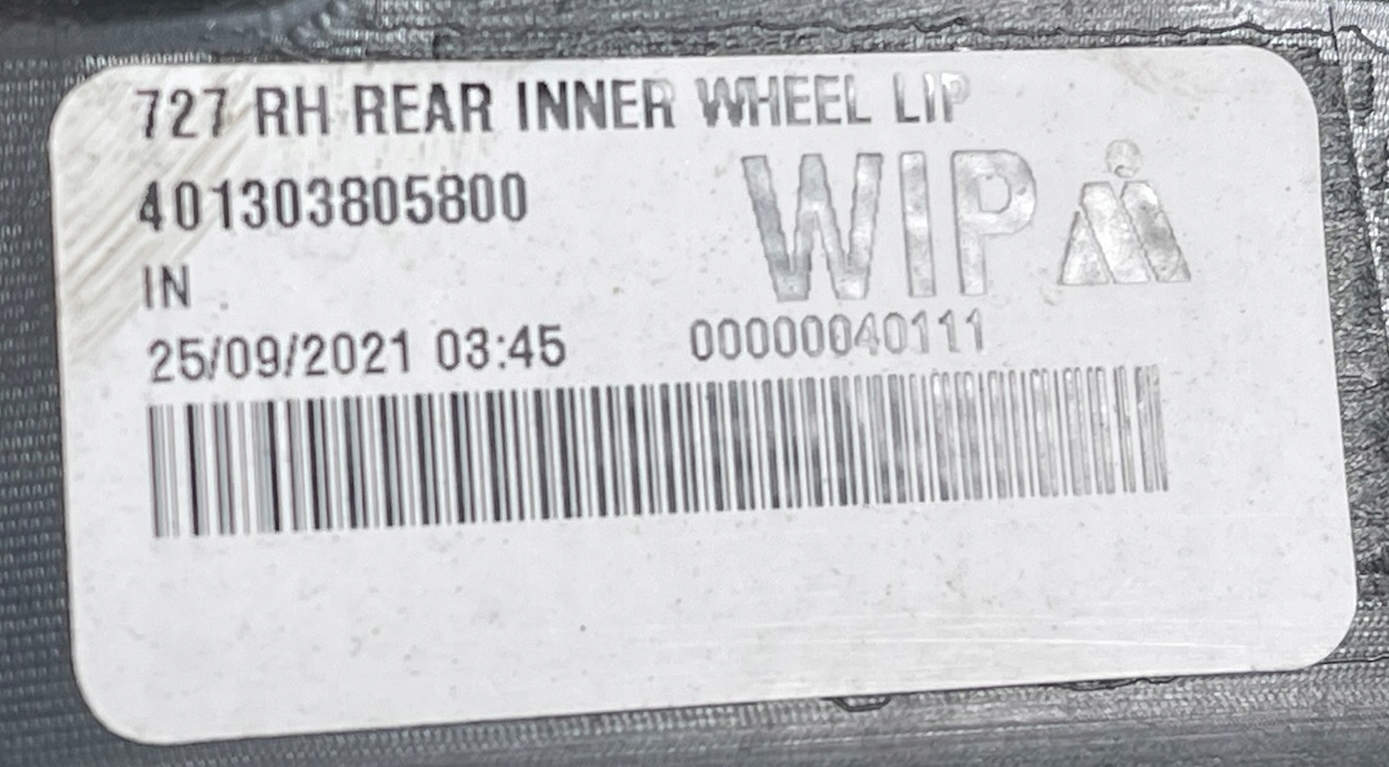 727 RH REAR INNER WHEEL LIP
401303805800
WIP
IN
25/09/2021 03:45 00000040111